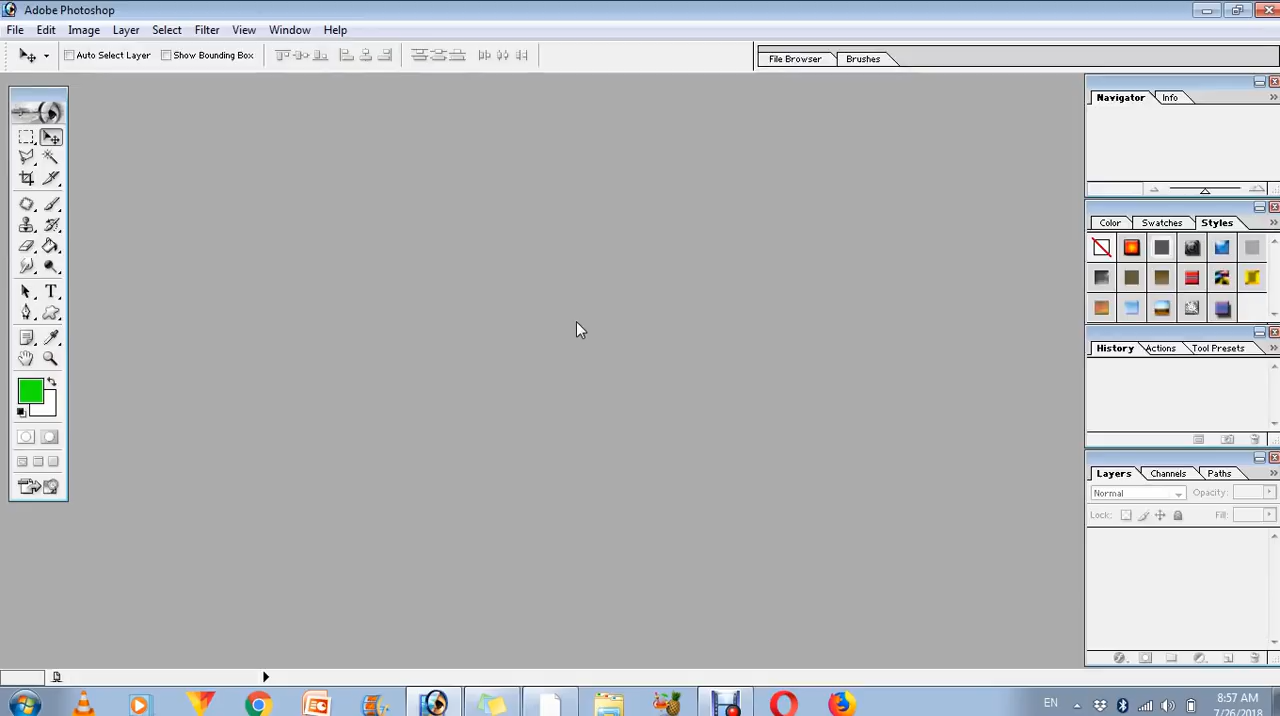 Adobe Photoshop
File Edit Image Layer Select Filter View Window Help
Auto Select Layer Show Bounding Box File Browser Brushes
Navigator Info
Color Swatches Styles
T
History Actions Tool Presets
Layers Channels Paths
Normal Opacity:
Lock: Fill:
EN 8:57 AM
7/26/2018